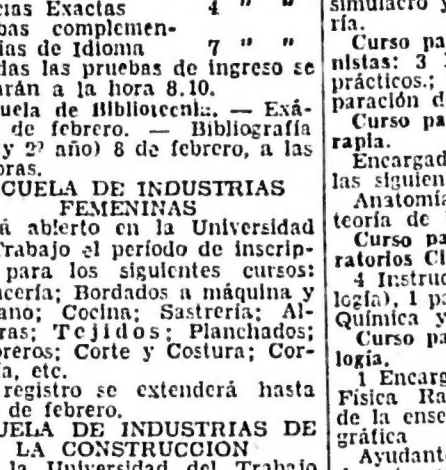 cias Exactas 4 " "
bas complemen-
ias de Idioma 7 " "
das las pruebas de ingreso se
arán a la hora 8.10.
uela de Bibliotecnia. — Exá-
de febrero. — Bibliografía
y 2º año) 8 de febrero, a las
oras.
CUELA DE INDUSTRIAS
FEMENINAS
á abierto en la Universidad
Trabajo el período de inscrip-
para los siguientes cursos:
cería; Bordados a máquina y
ano; Cocina; Sastrería; Al-
ras; Tejidos; Planchados;
reros; Corte y Costura; Cor-
a, etc.
registro se extenderá hasta
de febrero.
UELA DE INDUSTRIAS DE
LA CONSTRUCCION
la Universidad del Trabajo
simulacro y
ría.
Curso pa
nistas: 3
prácticos.;
paración d
Curso pa
rapia.
Encargad
las siguien
Anatomía
teoría de
Curso pa
ratorios Cl
4 Instruc
logía), 1 p
Química y
Curso pa
logía.
1 Encarg
Física Ra
de la ense
gráfica
Ayudant